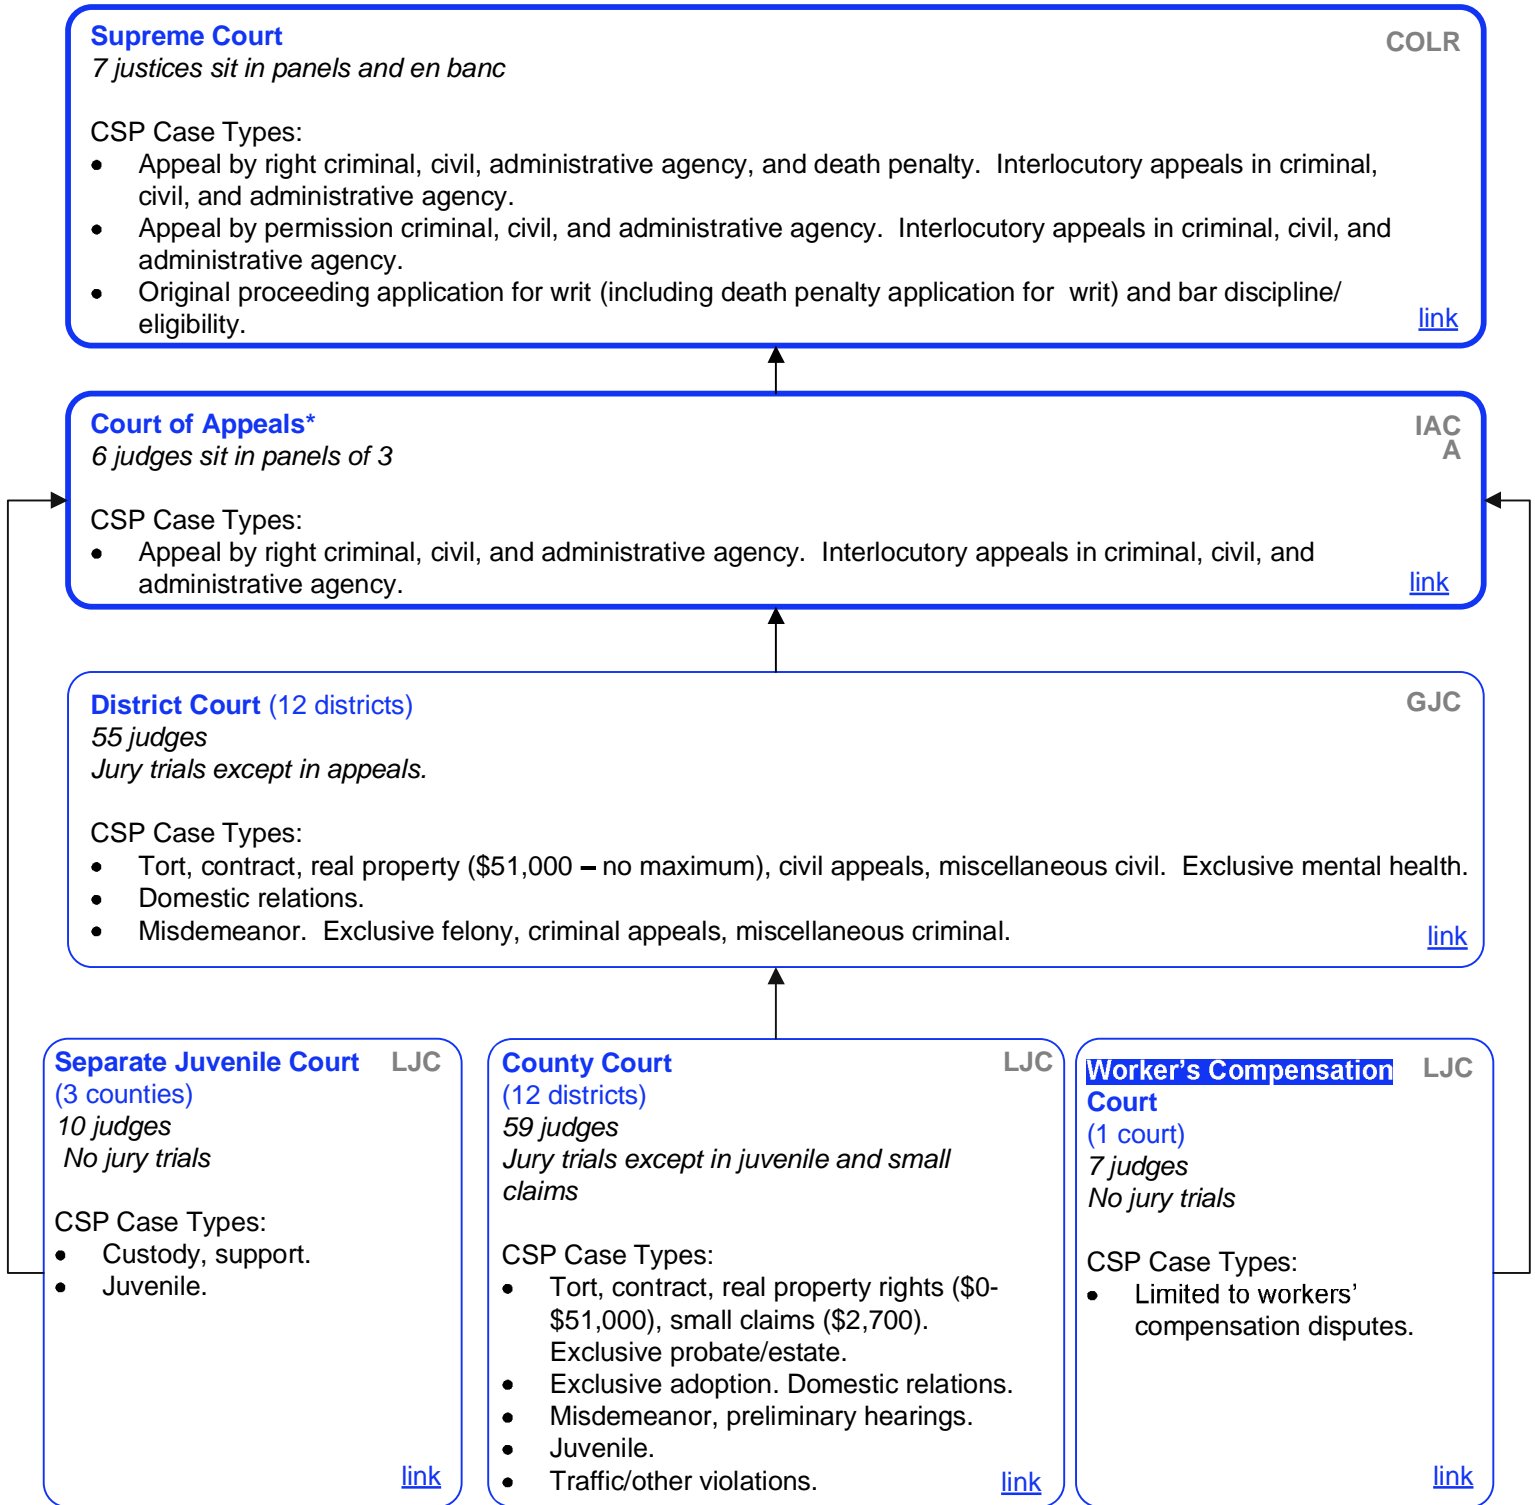 Supreme Court
COLR
7 justices sit in panels and en banc
CSP Case Types:
• Appeal by right criminal, civil, administrative agency, and death penalty. Interlocutory appeals in criminal,
civil, and administrative agency.
• Appeal by permission criminal, civil, and administrative agency. Interlocutory appeals in criminal, civil, and
administrative agency.
• Original proceeding application for writ (including death penalty application for writ) and bar discipline/
eligibility.
link
Court of Appeals*
IAC
A
6 judges sit in panels of 3
CSP Case Types:
• Appeal by right criminal, civil, and administrative agency. Interlocutory appeals in criminal, civil, and
administrative agency.
link
District Court (12 districts)
GJC
55 judges
Jury trials except in appeals.
CSP Case Types:
• Tort, contract, real property ($51,000 – no maximum), civil appeals, miscellaneous civil. Exclusive mental health.
• Domestic relations.
• Misdemeanor. Exclusive felony, criminal appeals, miscellaneous criminal.
link
Separate Juvenile Court LJC
(3 counties)
10 judges
No jury trials
CSP Case Types:
• Custody, support.
• Juvenile.
link
County Court LJC
(12 districts)
59 judges
Jury trials except in juvenile and small
claims
CSP Case Types:
• Tort, contract, real property rights ($0-
$51,000), small claims ($2,700).
Exclusive probate/estate.
• Exclusive adoption. Domestic relations.
• Misdemeanor, preliminary hearings.
• Juvenile.
• Traffic/other violations.
link
Worker's Compensation LJC
Court
(1 court)
7 judges
No jury trials
CSP Case Types:
• Limited to workers'
compensation disputes.
link